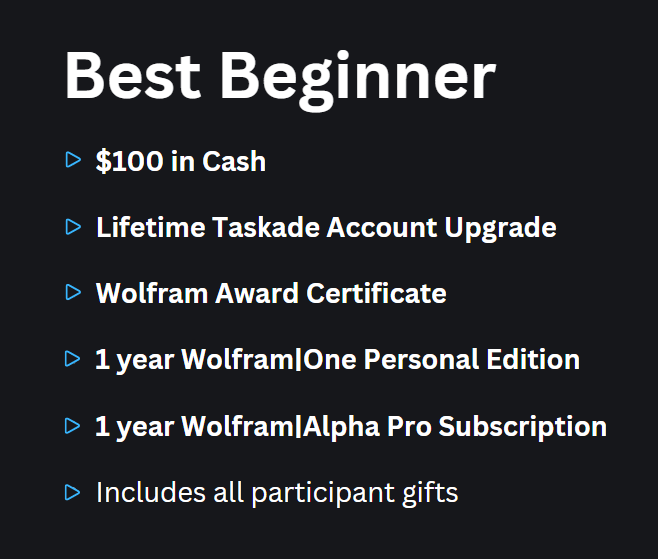 Best Beginner
$100 in Cash
Lifetime Taskade Account Upgrade
Wolfram Award Certificate
1 year Wolfram|One Personal Edition
1 year Wolfram|Alpha Pro Subscription
Includes all participant gifts